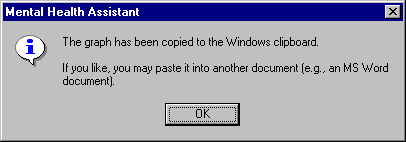 Mental Health Assistant
The graph has been copied to the Windows clipboard.
If you like, you may paste it into another document (e.g., an MS Word
document).
OK